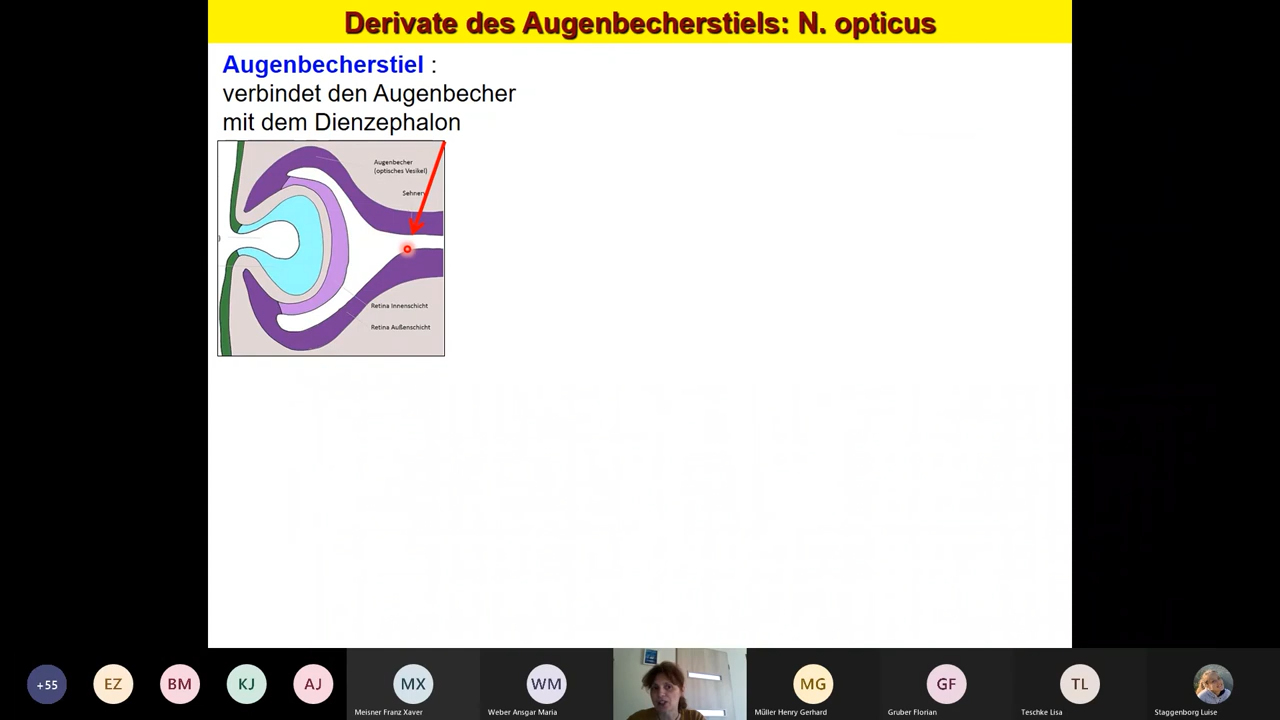 Derivate des Augenbecherstiels: N. opticus
Augenbecherstiel :
verbindet den Augenbecher
mit dem Dienzephalon
Augenbecher
(optisches Vesikel)
Sehnerv
)
Retina Innenschicht
Retina Außenschicht
+55
EZ
BM
KJ
AJ
MX
WM
MG
GF
TL
Meisner Franz Xaver
Weber Ansgar Maria
Müller Henry Gerhard
Gruber Florian
Teschke Lisa
Staggenborg Luise